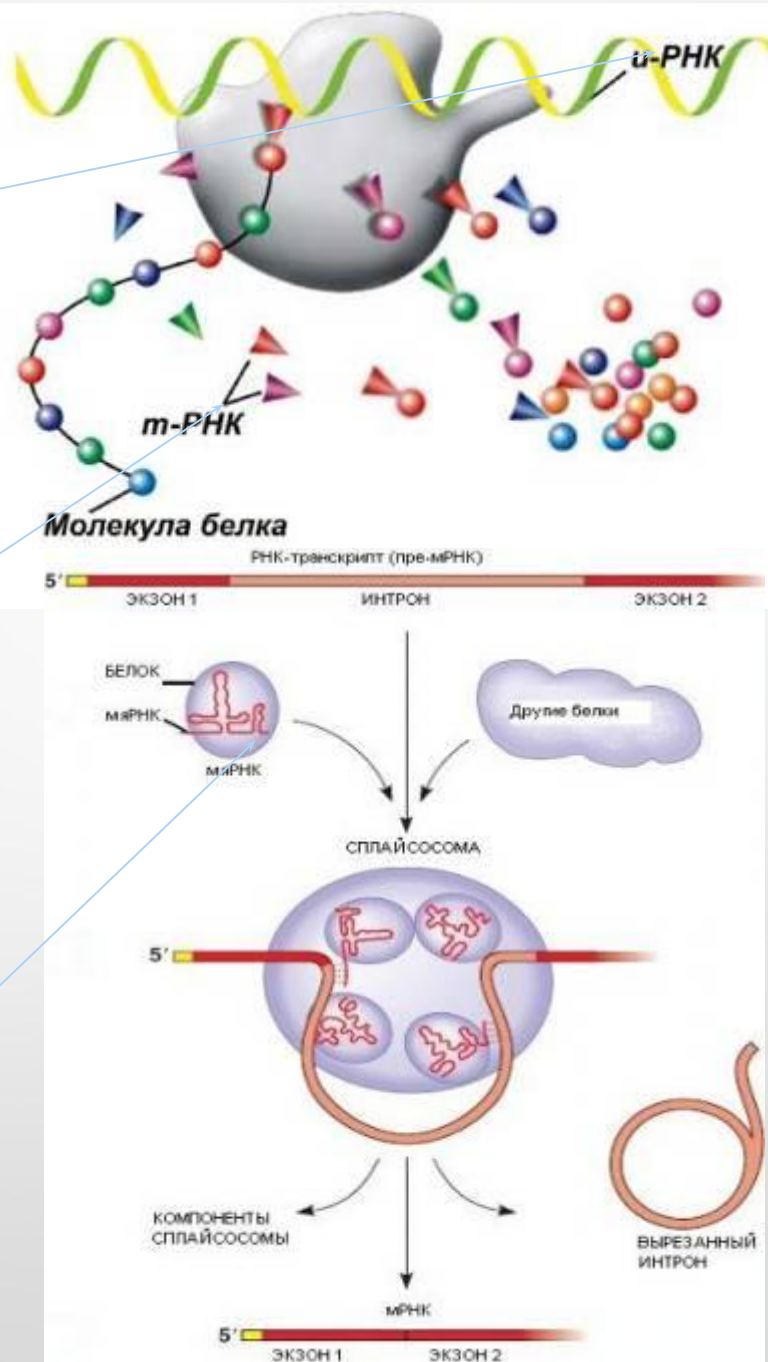 и-РНК
т-РНК
Молекула белка
РНК-транскрипт (пре-мРНК)
5′
ЭКЗОН 1
ИНТРОН
ЭКЗОН 2
БЕЛОК
мяРНК
мяРНК
Другие белки
СПЛАЙСОСОМА
5′
КОМПОНЕНТЫ
СПЛАЙСОСОМЫ
ВЫРЕЗАННЫЙ
ИНТРОН
мРНК
5′
ЭКЗОН 1
ЭКЗОН 2